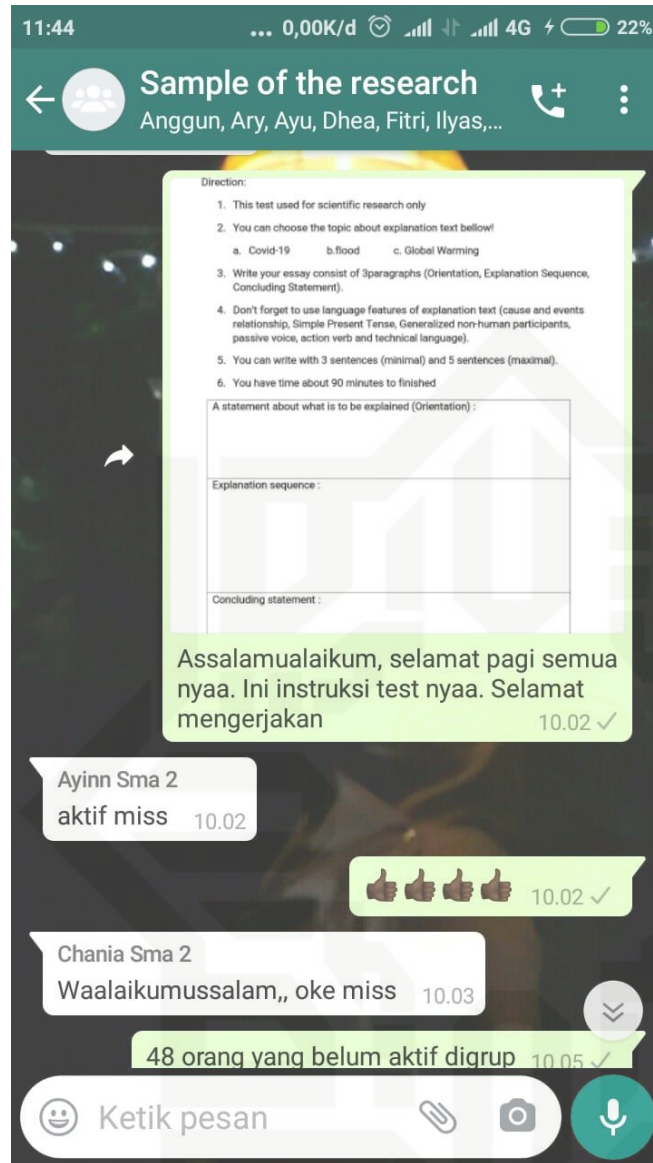 11:44 ... 0,00K/d 4G 22%
Sample of the research
Anggun, Ary, Ayu, Dhea, Fitri, Ilyas,...
Direction:
1. This test used for scientific research only
2. You can choose the topic about explanation text bellow!
a. Covid-19 b.flood c. Global Warming
3. Write your essay consist of 3paragraphs (Orientation, Explanation Sequence,
Concluding Statement).
4. Don't forget to use language features of explanation text (cause and events
relationship, Simple Present Tense, Generalized non-human participants,
passive voice, action verb and technical language).
5. You can write with 3 sentences (minimal) and 5 sentences (maximal).
6. You have time about 90 minutes to finished
A statement about what is to be explained (Orientation) :
Explanation sequence :
Concluding statement :
Assalamualaikum, selamat pagi semua
nyaa. Ini instruksi test nyaa. Selamat
mengerjakan 10.02
Ayinn Sma 2
aktif miss 10.02
10.02
Chania Sma 2
Waalaikumussalam,, oke miss 10.03
48 orang yang belum aktif digrup 10.05
Ketik pesan